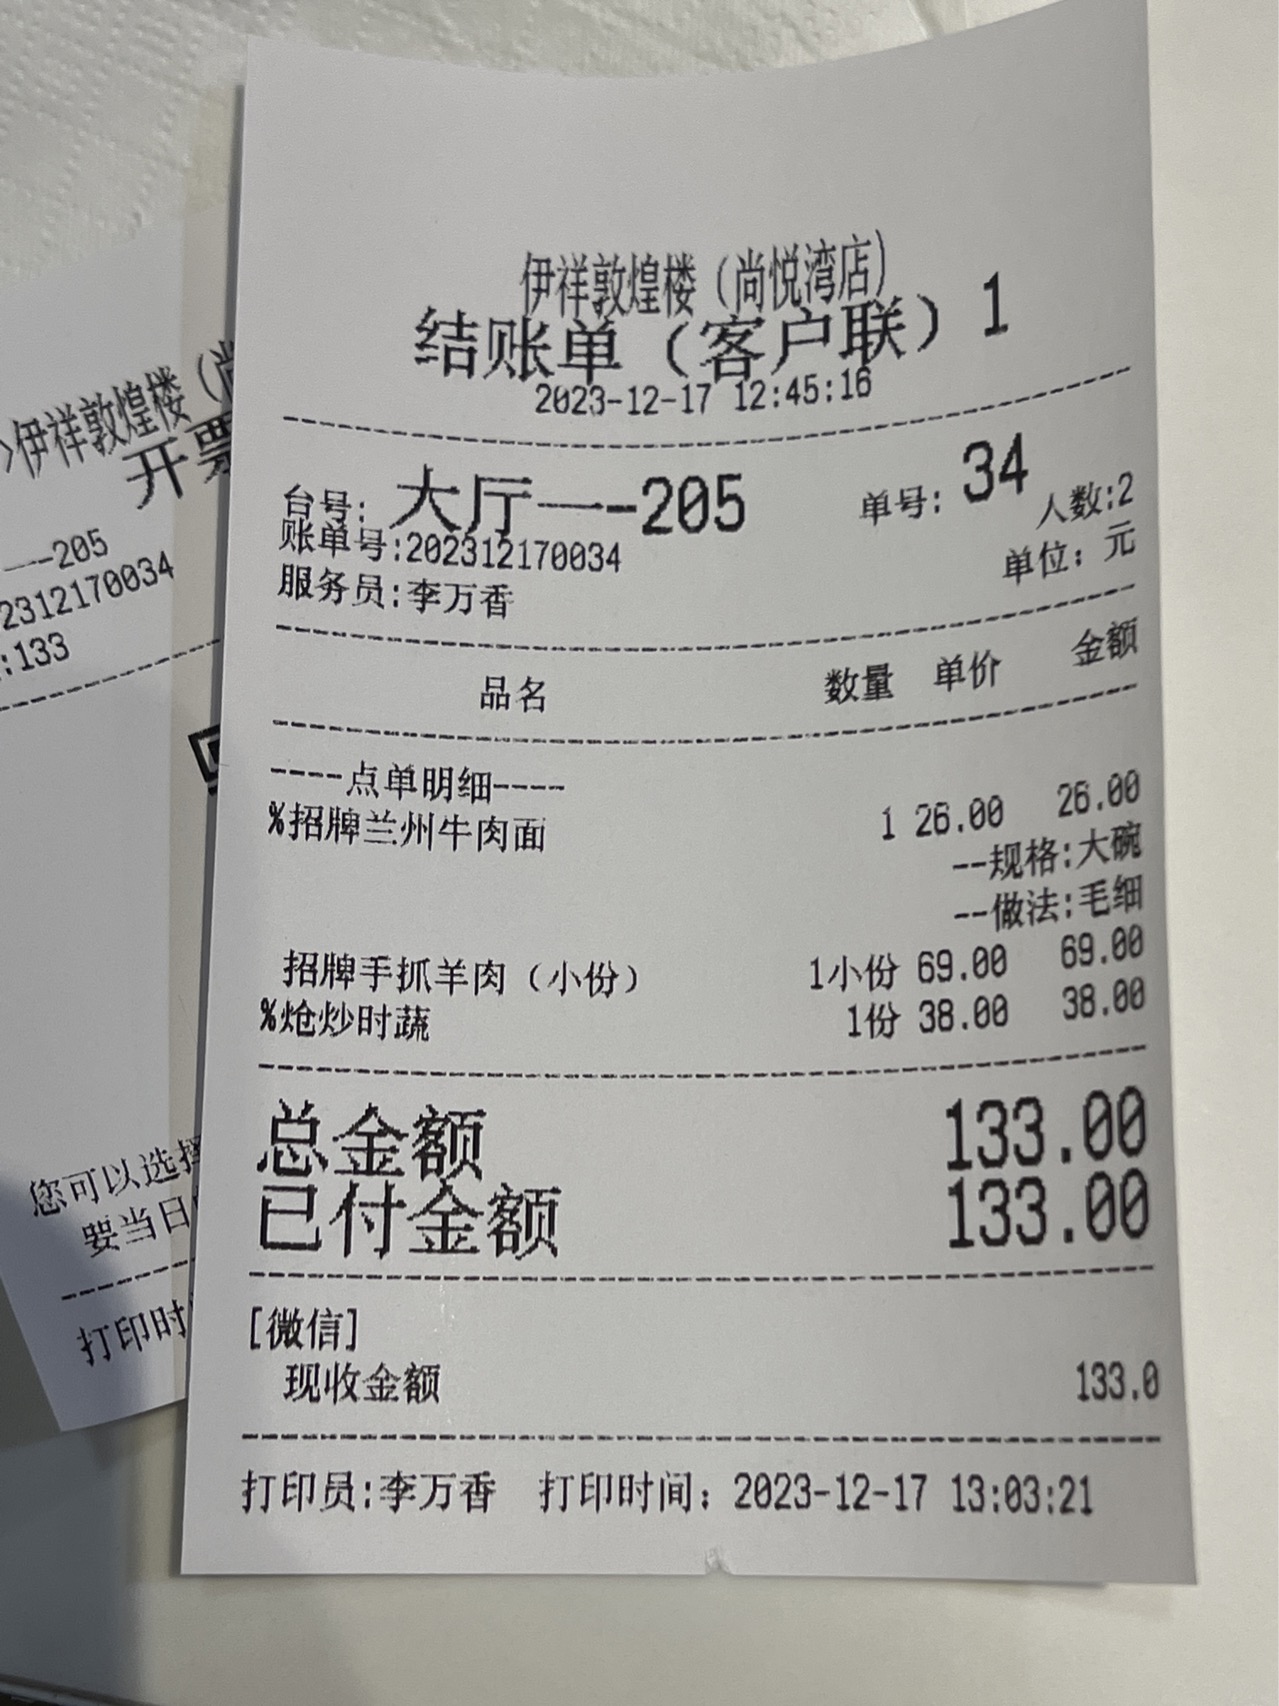 伊祥敦煌楼（尚悦湾店）
结账单（客户联）1
2023-12-17 12:45:16
台号：大厅一--205 单号：34
账单号:202312170034 人数:2
服务员:李万香 单位：元
品名 数量 单价 金额
----点单明细----
%招牌兰州牛肉面 1 26.00 26.00
--规格:大碗
--做法:毛细
招牌手抓羊肉（小份） 1小份 69.00 69.00
%炝炒时蔬 1份 38.00 38.00
总金额 133.00
已付金额 133.00
[微信]
现收金额 133.0
打印员:李万香 打印时间：2023-12-17 13:03:21
伊祥敦煌楼（尚
开票
--205
2312170034
:133
您可以选择
要当日
打印时